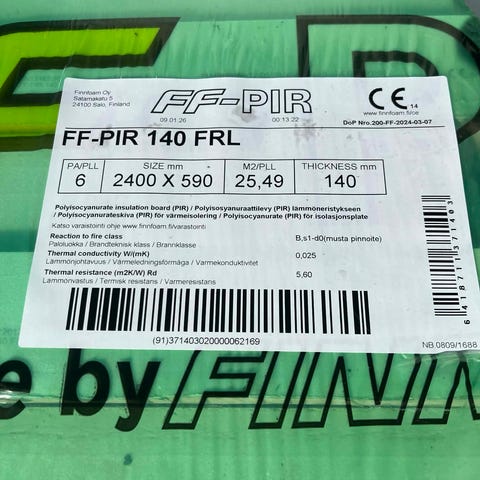 Finnfoam Oy
Satamakatu 5
24100 Salo, Finland
FF-PIR
09.01.26 00:13.22
CE 14
www.finnfoam.fi/ce
DoP Nro.200-FF-2024-03-07
FF-PIR 140 FRL
PA/PLL SIZE mm - M2/PLL THICKNESS mm
6 2400 X 590 25,49 140
Polyisocyanurate insulation board (PIR) / Polyisosyanuraattilevy (PIR) lämmöneristykseen
/ Polyisocyanurateskiva (PIR) för värmeisolering / Polyisocyanurate (PIR) för isolasjonsplate
Katso varastointi ohje www.finnfoam.fi/varastointi
Reaction to fire class B,s1-d0(musta pinnoite)
Paloluokka / Brandteknisk klass / Brannklasse
Thermal conductivity W/(mK) 0,025
Lämmönjohtavuus / Värmeledningsförmåga / Varmekonduktivitet
Thermal resistance (m2K/W) Rd 5,60
Lämmönvastus / Termisk resistans / Varmeresistans
(91)371403020000062169
6418711371403
NB.0809/1688
e by FINN